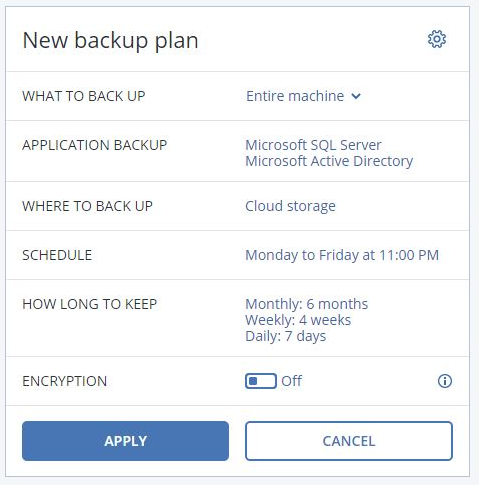 New backup plan
WHAT TO BACK UP Entire machine
APPLICATION BACKUP Microsoft SQL Server
Microsoft Active Directory
WHERE TO BACK UP Cloud storage
SCHEDULE Monday to Friday at 11:00 PM
HOW LONG TO KEEP Monthly: 6 months
Weekly: 4 weeks
Daily: 7 days
ENCRYPTION Off
APPLY CANCEL